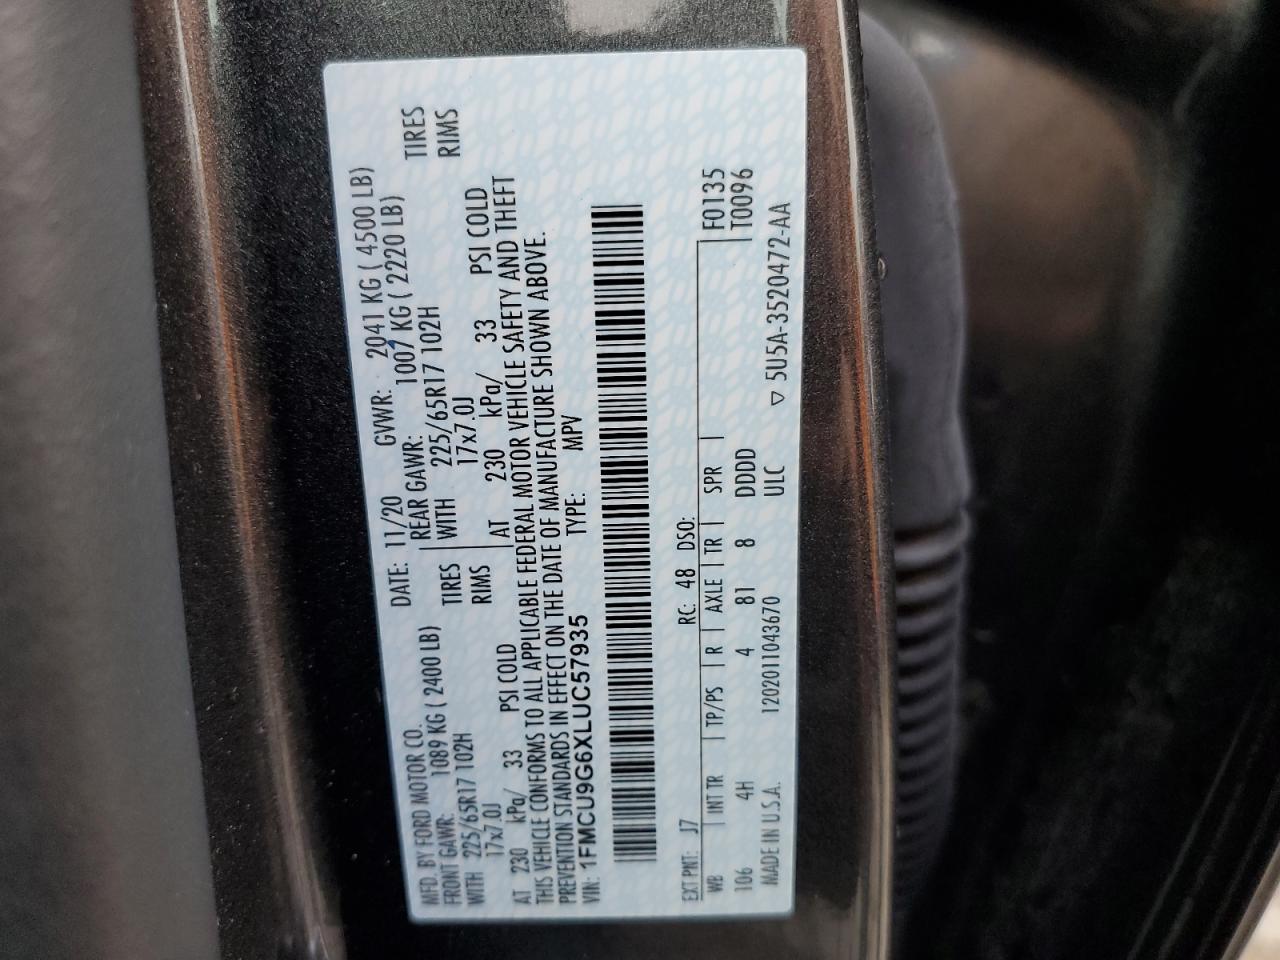 MFD. BY FORD MOTOR CO.
DATE: 11/20 GVWR: 2041 KG ( 4500 LB)
FRONT GAWR: 1089 KG ( 2400 LB) REAR GAWR: 1007 KG ( 2220 LB)
WITH 225/65R17 102H TIRES WITH 225/65R17 102H TIRES
17x7.0J RIMS 17x7.0J RIMS
AT 230 kPa/ 33 PSI COLD AT 230 kPa/ 33 PSI COLD
THIS VEHICLE CONFORMS TO ALL APPLICABLE FEDERAL MOTOR VEHICLE SAFETY AND THEFT
PREVENTION STANDARDS IN EFFECT ON THE DATE OF MANUFACTURE SHOWN ABOVE.
VIN: 1FMCU9G6XLUC57935 TYPE: MPV
EXT PNT: J7 RC: 48 DSO: F0135
WB INT TR TP/PS R AXLE TR SPR T0096
106 4H 4 81 8 DDDD
MADE IN U.S.A. 1202011043670 ULC ▽ 5U5A-3520472-AA